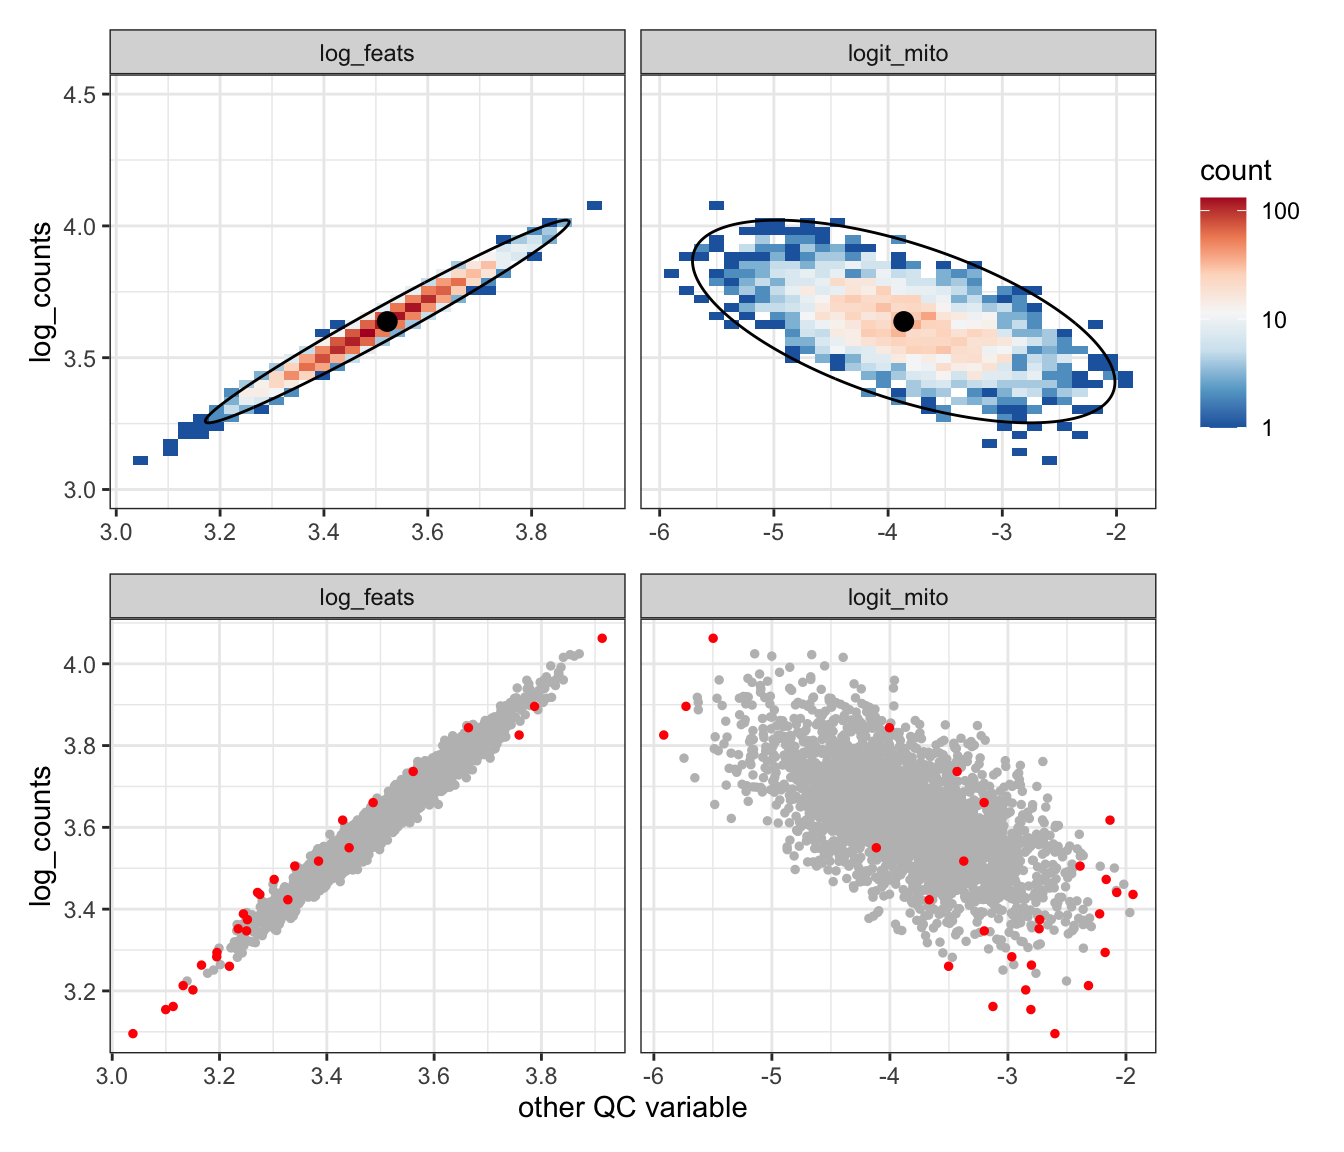 log_feats
logit_mito
4.5
4.0
3.5
3.0
log_counts
3.0 3.2 3.4 3.6 3.8
-6 -5 -4 -3 -2
count
100
10
1
log_feats
logit_mito
4.0
3.8
3.6
3.4
3.2
log_counts
3.0 3.2 3.4 3.6 3.8
-6 -5 -4 -3 -2
other QC variable